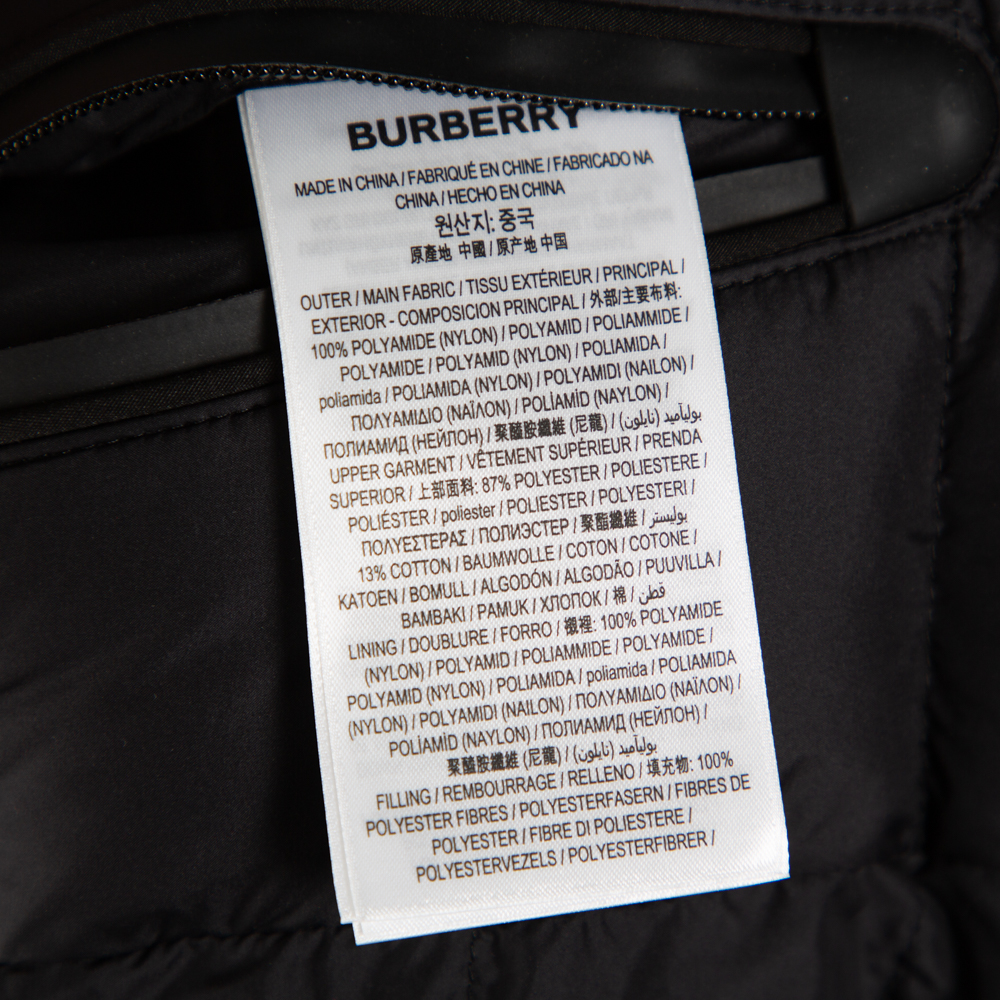 BURBERRY
MADE IN CHINA / FABRIQUÉ EN CHINE / FABRICADO NA
CHINA / HECHO EN CHINA
원산지: 중국
原產地 中國 / 原产地 中国
OUTER / MAIN FABRIC / TISSU EXTÉRIEUR / PRINCIPAL /
EXTERIOR - COMPOSICION PRINCIPAL / 外部/主要布料:
100% POLYAMIDE (NYLON) / POLYAMID / POLIAMMIDE /
POLYAMIDE / POLYAMID (NYLON) / POLIAMIDA /
poliamida / POLIAMIDA (NYLON) / POLYAMIDI (NAILON) /
ΠΟΛΥΑΜΙΔΙΟ (ΝΑΪΛΟΝ) / POLİAMİD (NAYLON) /
ПОЛИАМИД (НЕЙЛОН) / 聚醯胺纖維 (尼龍) / بوليأميد (نايلون)
UPPER GARMENT / VÊTEMENT SUPÉRIEUR / PRENDA
SUPERIOR / 上部面料: 87% POLYESTER / POLIESTERE /
POLIÉSTER / poliester / POLIESTER / POLYESTERI /
ΠΟΛΥΕΣΤΕΡΑΣ / ПОЛИЭСТЕР / 聚酯纖維 / بوليستر
13% COTTON / BAUMWOLLE / COTON / COTONE /
KATOEN / BOMULL / ALGODÓN / ALGODÃO / PUUVILLA /
BAMBAKI / PAMUK / ХЛОПОК / 棉 / قطن
LINING / DOUBLURE / FORRO / 襯裡: 100% POLYAMIDE
(NYLON) / POLYAMID / POLIAMMIDE / POLYAMIDE /
POLYAMID (NYLON) / POLIAMIDA / poliamida / POLIAMIDA
(NYLON) / POLYAMIDI (NAILON) / ΠΟΛΥΑΜΙΔΙΟ (ΝΑΪΛΟΝ) /
POLİAMİD (NAYLON) / ПОЛИАМИД (НЕЙЛОН) /
聚醯胺纖維 (尼龍) / بوليأميد (نايلون)
FILLING / REMBOURRAGE / RELLENO / 填充物: 100%
POLYESTER FIBRES / POLYESTERFASERN / FIBRES DE
POLYESTER / FIBRE DI POLIESTERE /
POLYESTERVEZELS / POLYESTERFIBRER /